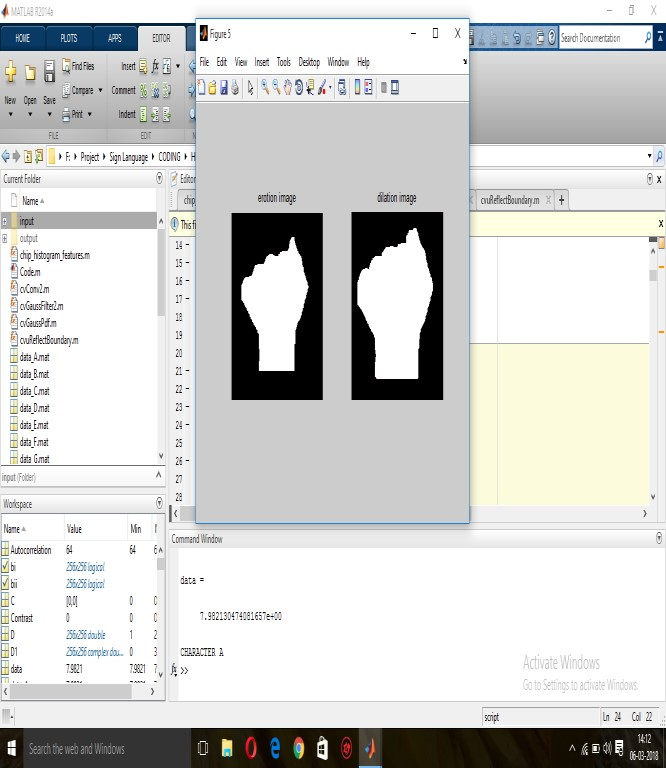 MATLAB R2014a
HOME PLOTS APPS EDITOR
Search Documentation
New Open Save
Find Files
Compare
Print
Insert
Comment
Indent
FILE EDIT
F: Project Sign Language CODING
Current Folder
Name
input
output
chip_histogram_features.m
Code.m
cvConv2.m
cvGaussFilter2.m
cvGaussPdf.m
cvuReflectBoundary.m
data_A.mat
data_B.mat
data_C.mat
data_D.mat
data_E.mat
data_F.mat
data_G.mat
input (Folder)
Workspace
Name Value Min
Autocorrelation 64 64
bi 256x256 logical
bii 256x256 logical
C [0,0] 0
Contrast 0 0
D 256x256 double 1
D1 256x256 complex dou... 0
data 7.9821 7.9821
Figure 5
File Edit View Insert Tools Desktop Window Help
erotion image dilation image
cvuReflectBoundary.m
14
15
16
17
18
19
20
21
22
23
24
25
26
27
28
Command Window
data =
7.982130474081657e+00
CHARACTER A
fx >>
Activate Windows
Go to Settings to activate Windows.
script Ln 24 Col 22
Search the web and Windows
14:12
06-03-2018